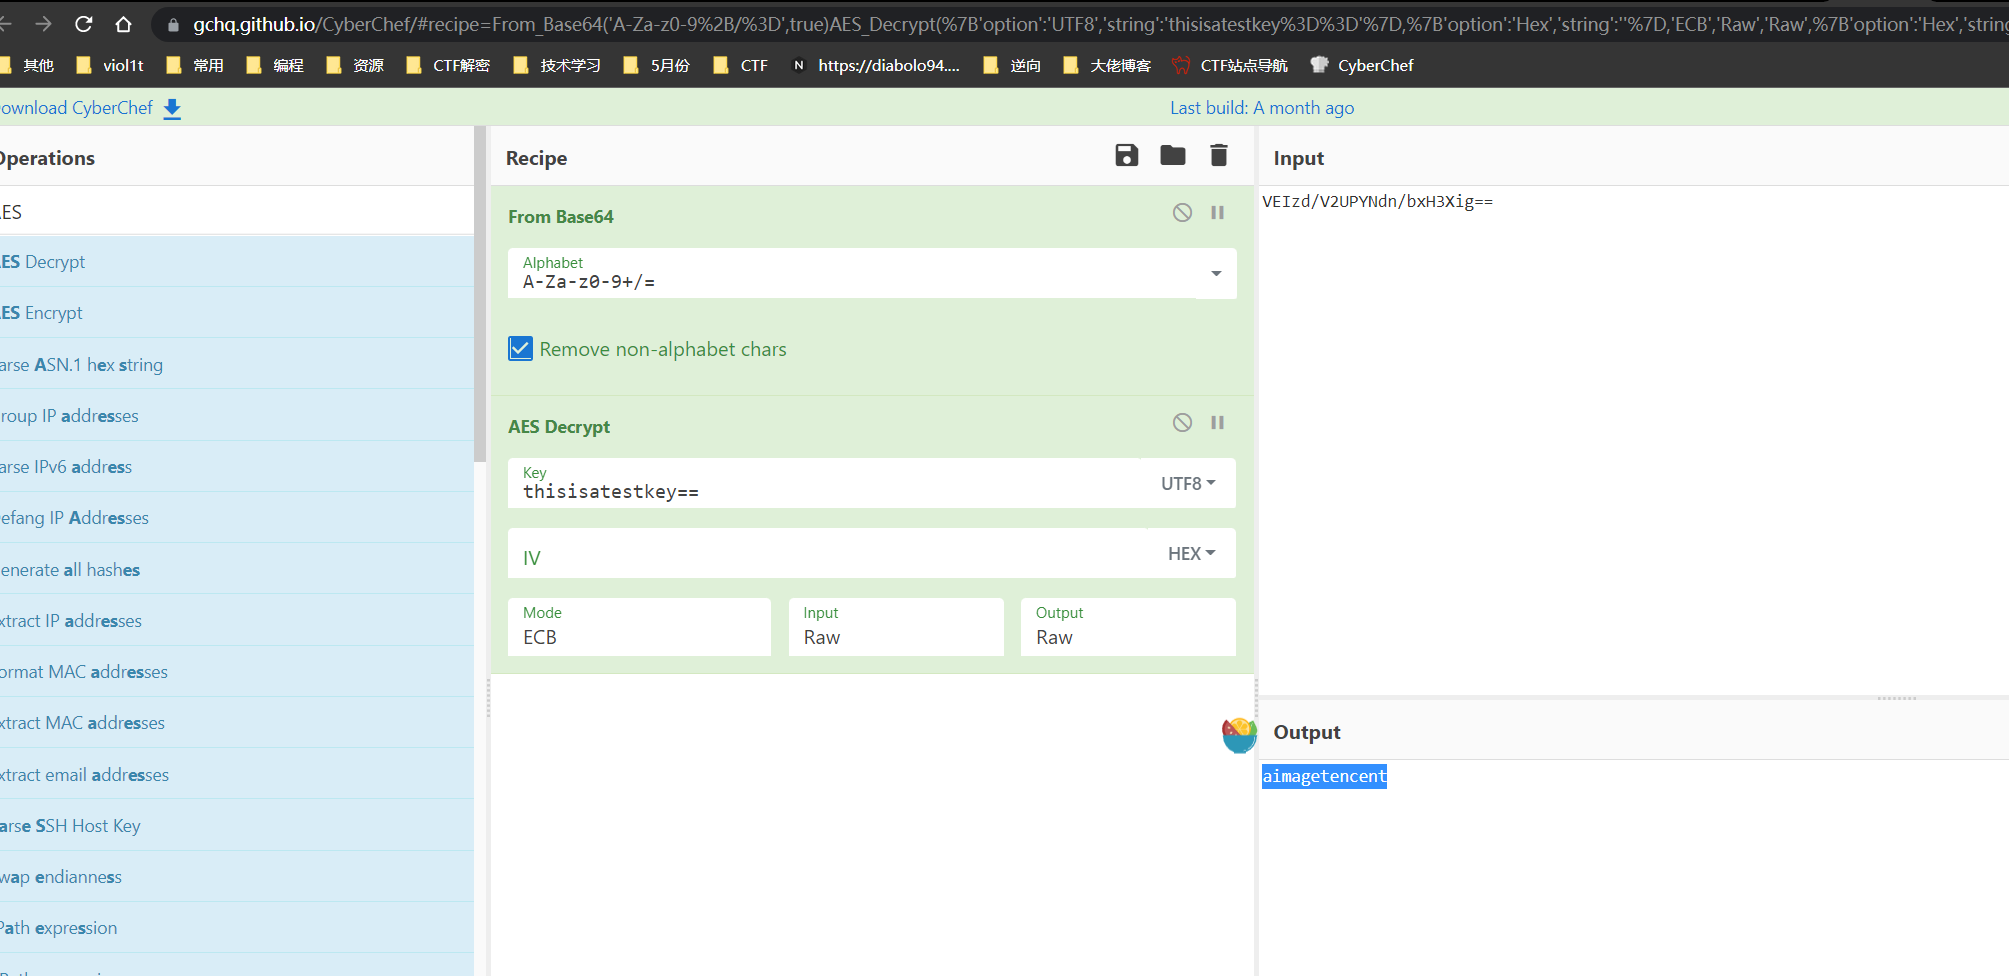 gchq.github.io/CyberChef/#recipe=From_Base64('A-Za-z0-9%2B/%3D',true)AES_Decrypt(%7B'option':'UTF8','string':'thisisatestkey%3D%3D'%7D,%7B'option':'Hex','string':''%7D,'ECB','Raw','Raw',%7B'option':'Hex','string
其他 viol1t 常用 编程 资源 CTF解密 技术学习 5月份 CTF https://diabolo94.... 逆向 大佬博客 CTF站点导航 CyberChef
ownload CyberChef Last build: A month ago
Operations
ES
ES Decrypt
ES Encrypt
arse ASN.1 hex string
roup IP addresses
arse IPv6 address
efang IP Addresses
enerate all hashes
xtract IP addresses
ormat MAC addresses
xtract MAC addresses
xtract email addresses
arse SSH Host Key
wap endianness
Path expression
Recipe
From Base64
Alphabet
A-Za-z0-9+/=
Remove non-alphabet chars
AES Decrypt
Key
thisisatestkey== UTF8
IV HEX
Mode Input Output
ECB Raw Raw
Input
VEIzd/V2UPYNdn/bxH3Xig==
Output
aimagetencent